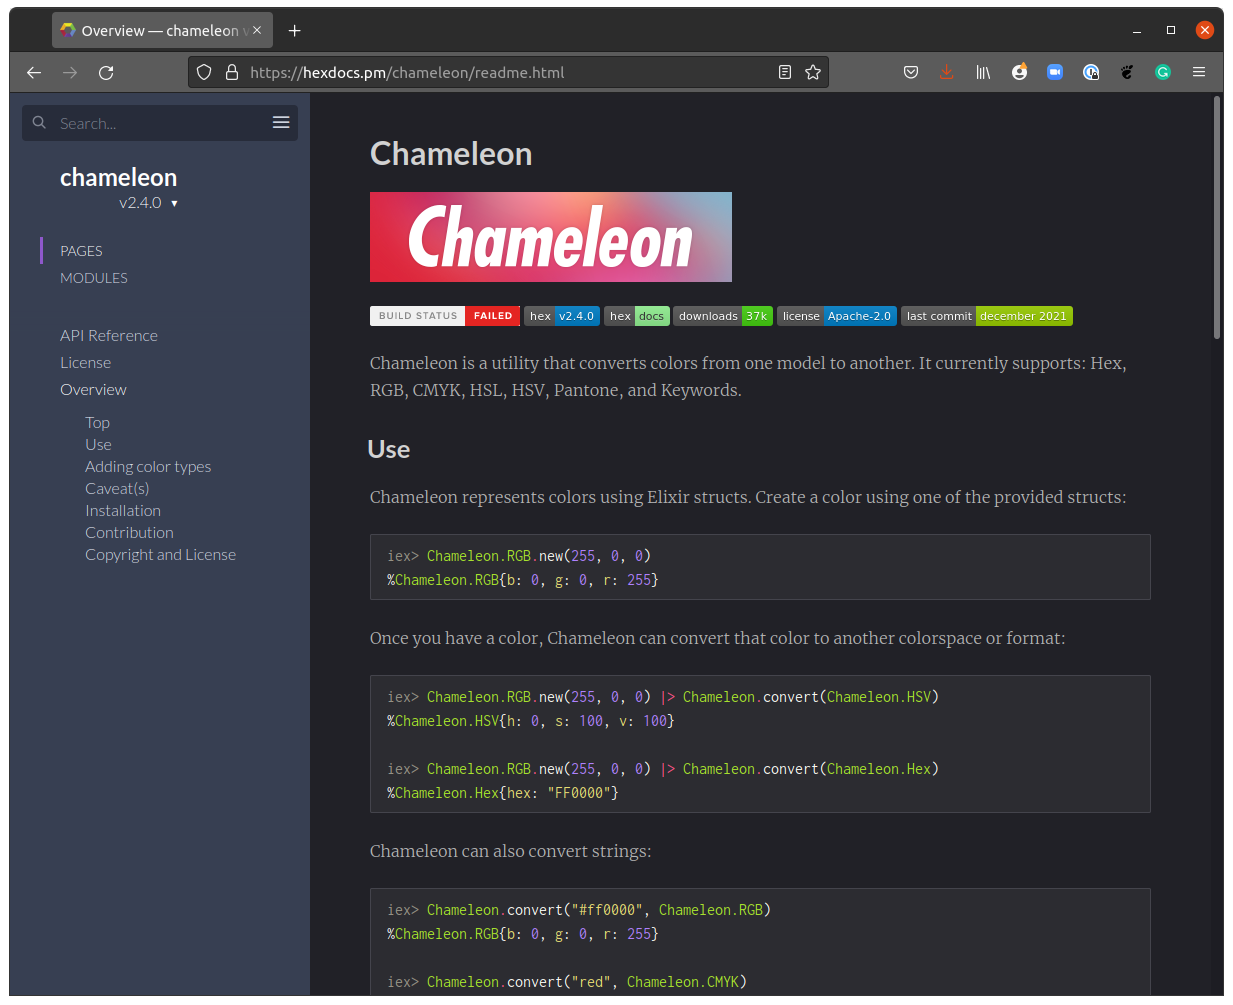 Overview — chameleon v
https://hexdocs.pm/chameleon/readme.html
Search...
chameleon
v2.4.0
PAGES
MODULES
API Reference
License
Overview
Top
Use
Adding color types
Caveat(s)
Installation
Contribution
Copyright and License
Chameleon
Chameleon
BUILD STATUS FAILED hex v2.4.0 hex docs downloads 37k license Apache-2.0 last commit december 2021
Chameleon is a utility that converts colors from one model to another. It currently supports: Hex,
RGB, CMYK, HSL, HSV, Pantone, and Keywords.
Use
Chameleon represents colors using Elixir structs. Create a color using one of the provided structs:
iex> Chameleon.RGB.new(255, 0, 0)
%Chameleon.RGB{b: 0, g: 0, r: 255}
Once you have a color, Chameleon can convert that color to another colorspace or format:
iex> Chameleon.RGB.new(255, 0, 0) |> Chameleon.convert(Chameleon.HSV)
%Chameleon.HSV{h: 0, s: 100, v: 100}
iex> Chameleon.RGB.new(255, 0, 0) |> Chameleon.convert(Chameleon.Hex)
%Chameleon.Hex{hex: "FF0000"}
Chameleon can also convert strings:
iex> Chameleon.convert("#ff0000", Chameleon.RGB)
%Chameleon.RGB{b: 0, g: 0, r: 255}
iex> Chameleon.convert("red", Chameleon.CMYK)